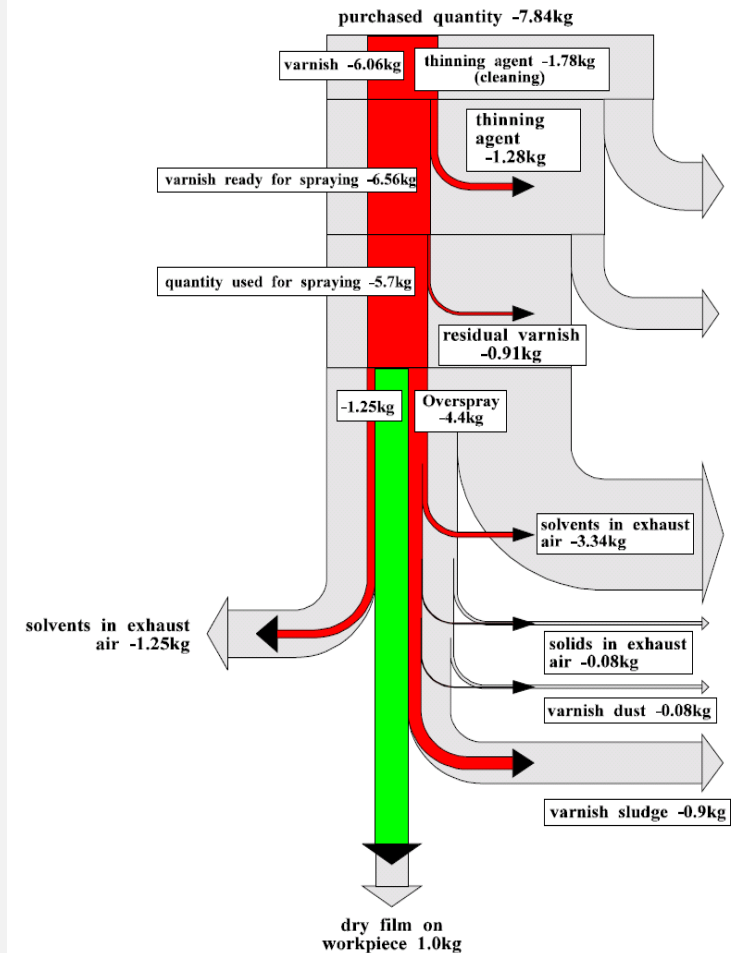 purchased quantity -7.84kg
varnish -6.06kg
thinning agent -1.78kg
(cleaning)
thinning
agent
-1.28kg
varnish ready for spraying -6.56kg
quantity used for spraying -5.7kg
residual varnish
-0.91kg
-1.25kg
Overspray
-4.4kg
solvents in exhaust
air -3.34kg
solvents in exhaust
air -1.25kg
solids in exhaust
air -0.08kg
varnish dust -0.08kg
varnish sludge -0.9kg
dry film on
workpiece 1.0kg